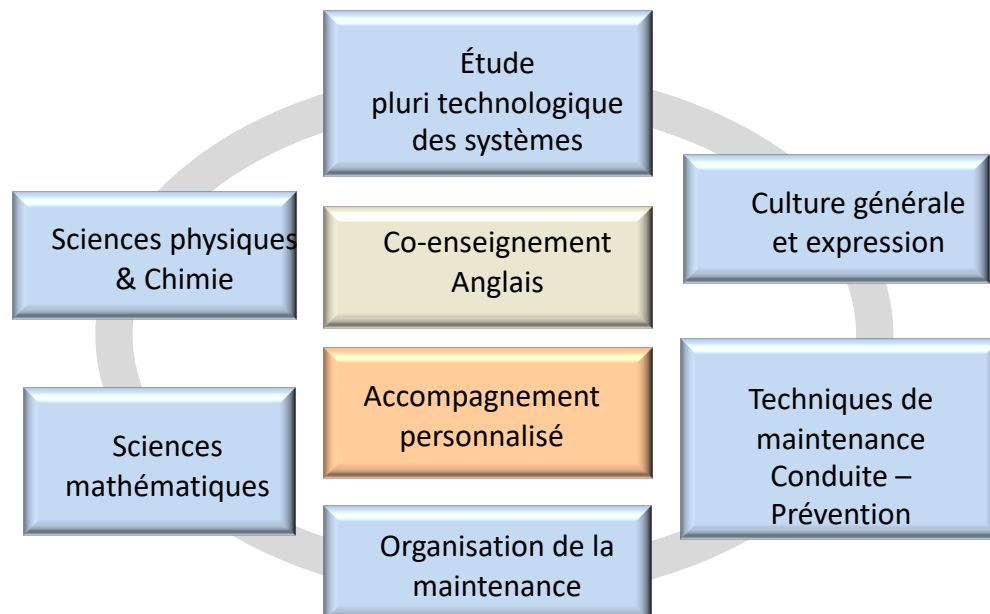 Étude
pluri technologique
des systèmes
Culture générale
et expression
Sciences physiques
& Chimie
Co-enseignement
Anglais
Accompagnement
personnalisé
Techniques de
maintenance
Conduite –
Prévention
Sciences
mathématiques
Organisation de la
maintenance